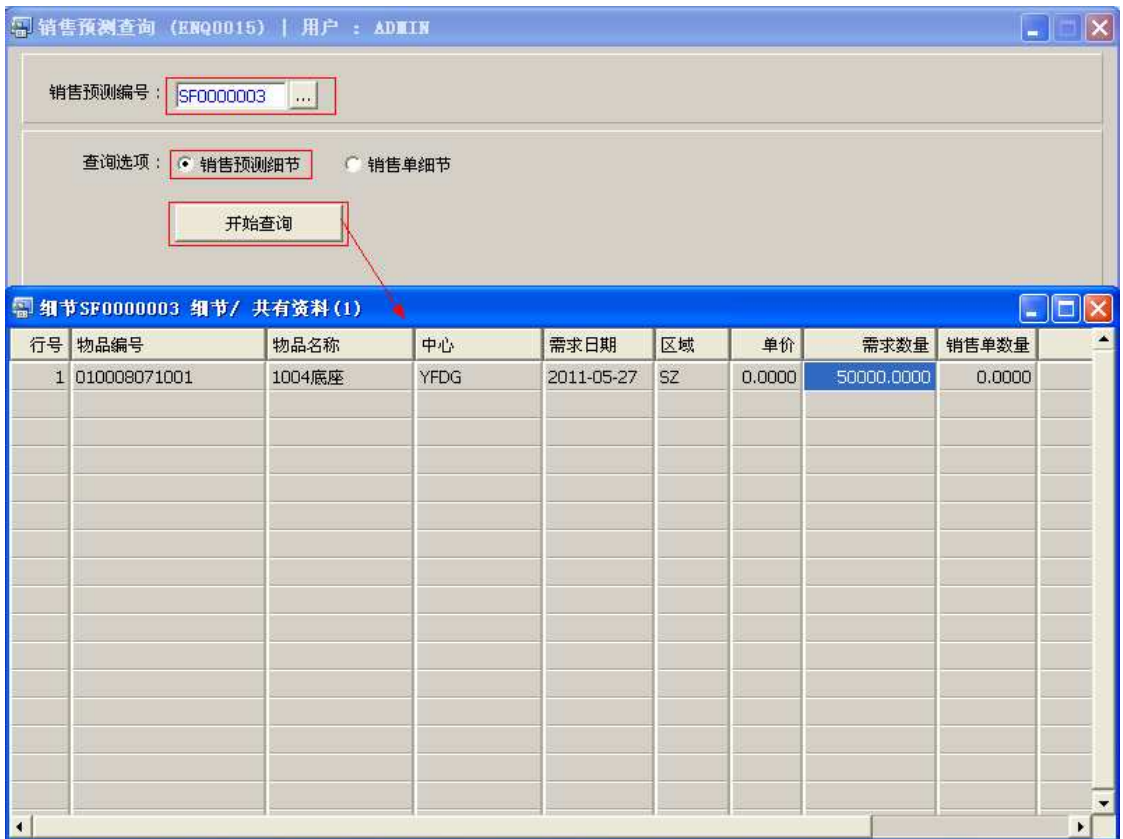 销售预测查询 (ENQ0015) | 用户 : ADMIN
销售预测编号: SF0000003 ...
查询选项: 销售预测细节 销售单细节
开始查询
细节SF0000003 细节/ 共有资料(1)
行号 物品编号 物品名称 中心 需求日期 区域 单价 需求数量 销售单数量
1 010008071001 1004底座 YFDG 2011-05-27 SZ 0.0000 50000.0000 0.0000